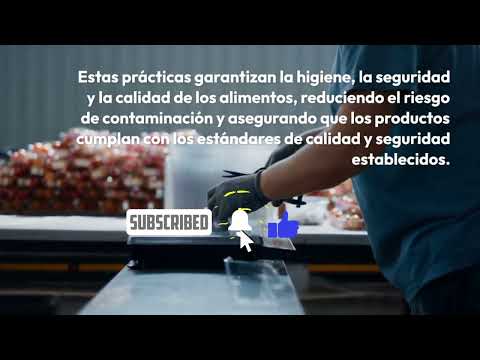 Estas prácticas garantizan la higiene, la seguridad
y la calidad de los alimentos, reduciendo el riesgo
de contaminación y asegurando que los productos
cumplan con los estándares de calidad y seguridad
establecidos.
SUBSCRIBED